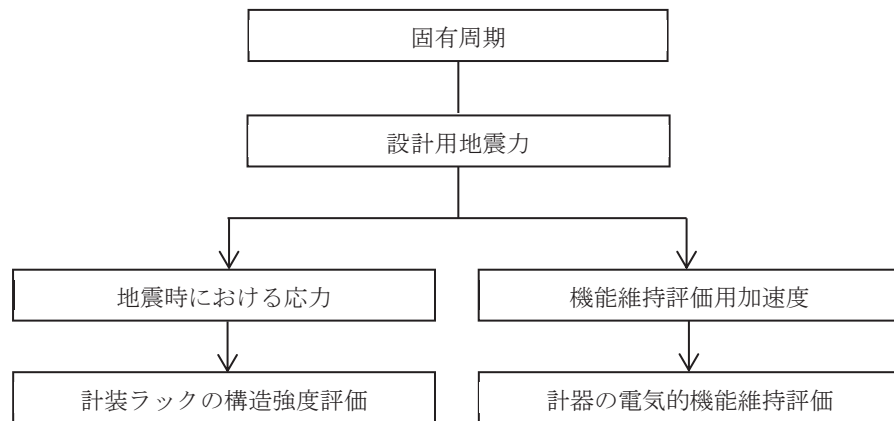 固有周期
設計用地震力
地震時における応力
機能維持評価用加速度
計装ラックの構造強度評価
計器の電気的機能維持評価